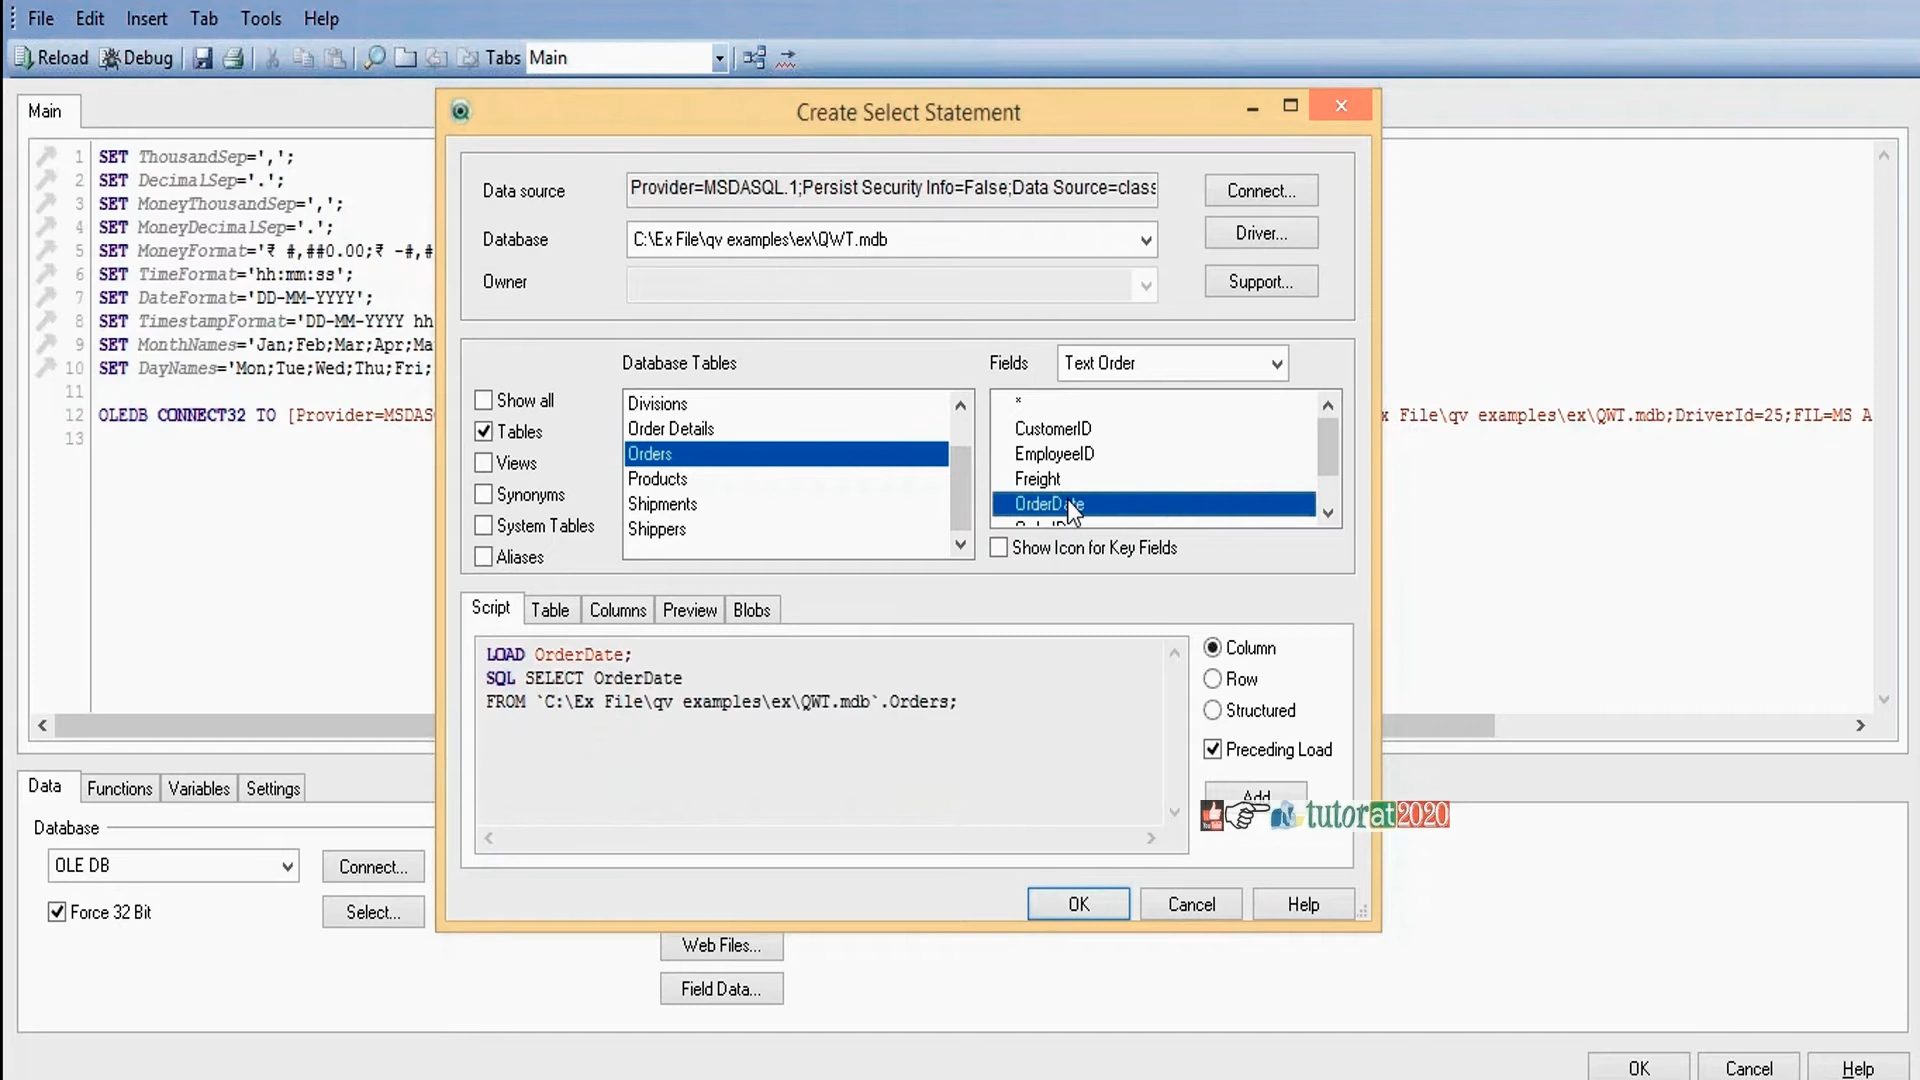 File Edit Insert Tab Tools Help
Reload Debug Tabs Main
Main
1 SET ThousandSep=',';
2 SET DecimalSep='.';
3 SET MoneyThousandSep=',';
4 SET MoneyDecimalSep='.';
5 SET MoneyFormat='₹ #,##0.00;₹ -#,#
6 SET TimeFormat='hh:mm:ss';
7 SET DateFormat='DD-MM-YYYY';
8 SET TimestampFormat='DD-MM-YYYY hh
9 SET MonthNames='Jan;Feb;Mar;Apr;Ma
10 SET DayNames='Mon;Tue;Wed;Thu;Fri;
11
12 OLEDB CONNECT32 TO [Provider=MSDAS
x File\qv examples\ex\QWT.mdb;DriverId=25;FIL=MS A
13
Create Select Statement
Data source Provider=MSDASQL.1;Persist Security Info=False;Data Source=class Connect...
Database C:\Ex File\qv examples\ex\QWT.mdb Driver...
Owner Support...
Database Tables Fields Text Order
Show all
Tables
Views
Synonyms
System Tables
Aliases
Divisions
Order Details
Orders
Products
Shipments
Shippers
*
CustomerID
EmployeeID
Freight
OrderDate
Show Icon for Key Fields
Script Table Columns Preview Blobs
LOAD OrderDate;
SQL SELECT OrderDate
FROM `C:\Ex File\qv examples\ex\QWT.mdb`.Orders;
Column
Row
Structured
Preceding Load
Add
tutorat2020
OK Cancel Help
Data Functions Variables Settings
Database
OLE DB Connect...
Force 32 Bit Select...
Web Files...
Field Data...
OK Cancel Help